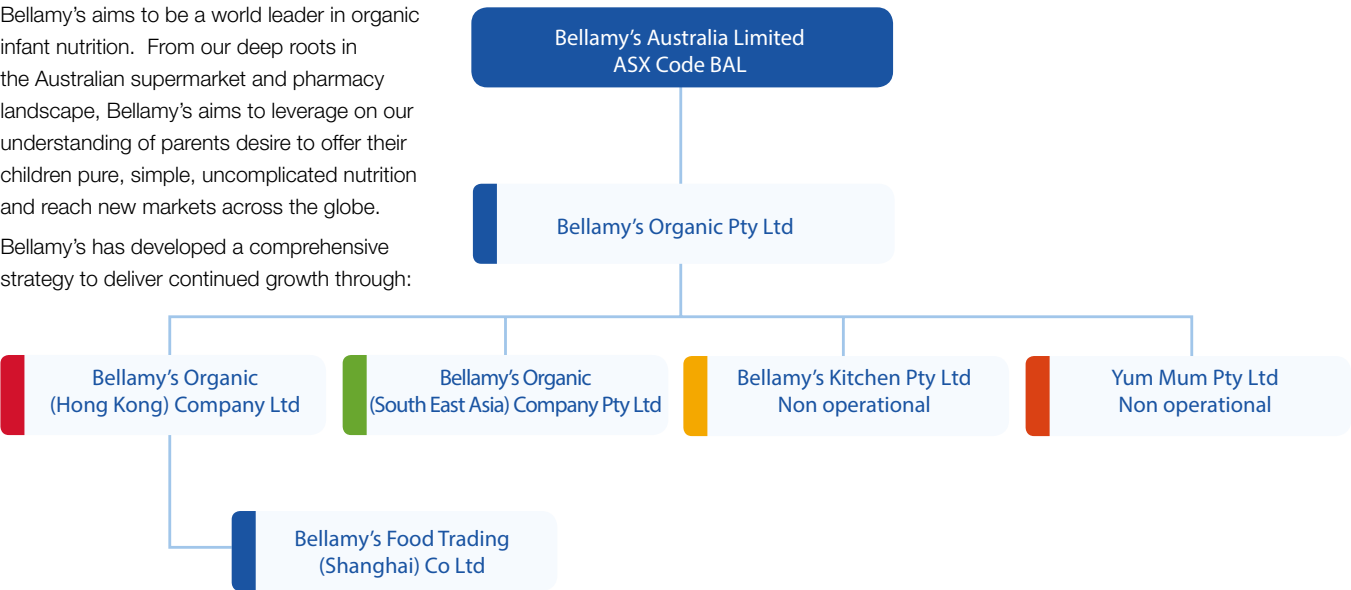 Bellamy’s aims to be a world leader in organic
infant nutrition.  From our deep roots in
the Australian supermarket and pharmacy
landscape, Bellamy’s aims to leverage on our
understanding of parents desire to offer their
children pure, simple, uncomplicated nutrition
and reach new markets across the globe.
Bellamy’s has developed a comprehensive
strategy to deliver continued growth through:
Bellamy’s Australia Limited
ASX Code BAL
Bellamy’s Organic Pty Ltd
Bellamy’s Organic
(Hong Kong) Company Ltd
Bellamy’s Organic
(South East Asia) Company Pty Ltd
Bellamy’s Kitchen Pty Ltd
Non operational
Yum Mum Pty Ltd
Non operational
Bellamy’s Food Trading
(Shanghai) Co Ltd